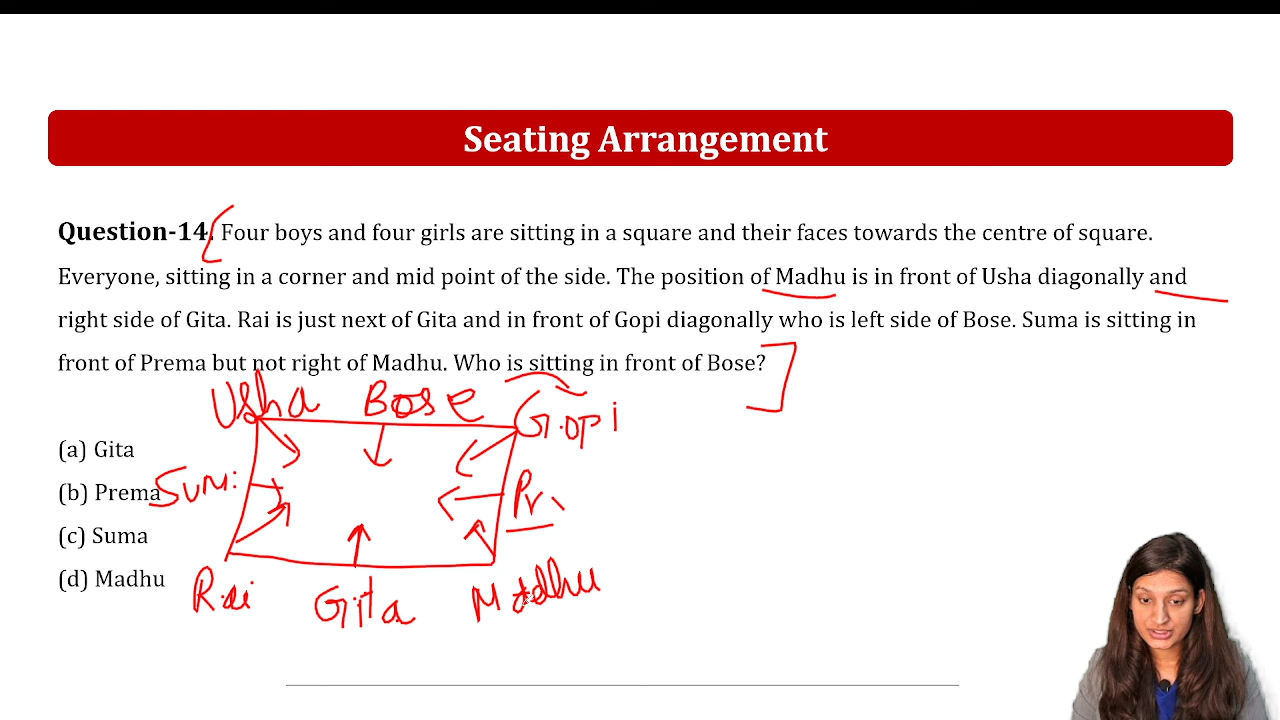 Seating Arrangement
Question-14. Four boys and four girls are sitting in a square and their faces towards the centre of square.
Everyone, sitting in a corner and mid point of the side. The position of Madhu is in front of Usha diagonally and
right side of Gita. Rai is just next of Gita and in front of Gopi diagonally who is left side of Bose. Suma is sitting in
front of Prema but not right of Madhu. Who is sitting in front of Bose?
Usha Bose Gopi
(a) Gita
(b) Prema
Sum
Pr
(c) Suma
(d) Madhu
Rai Gita Madhu